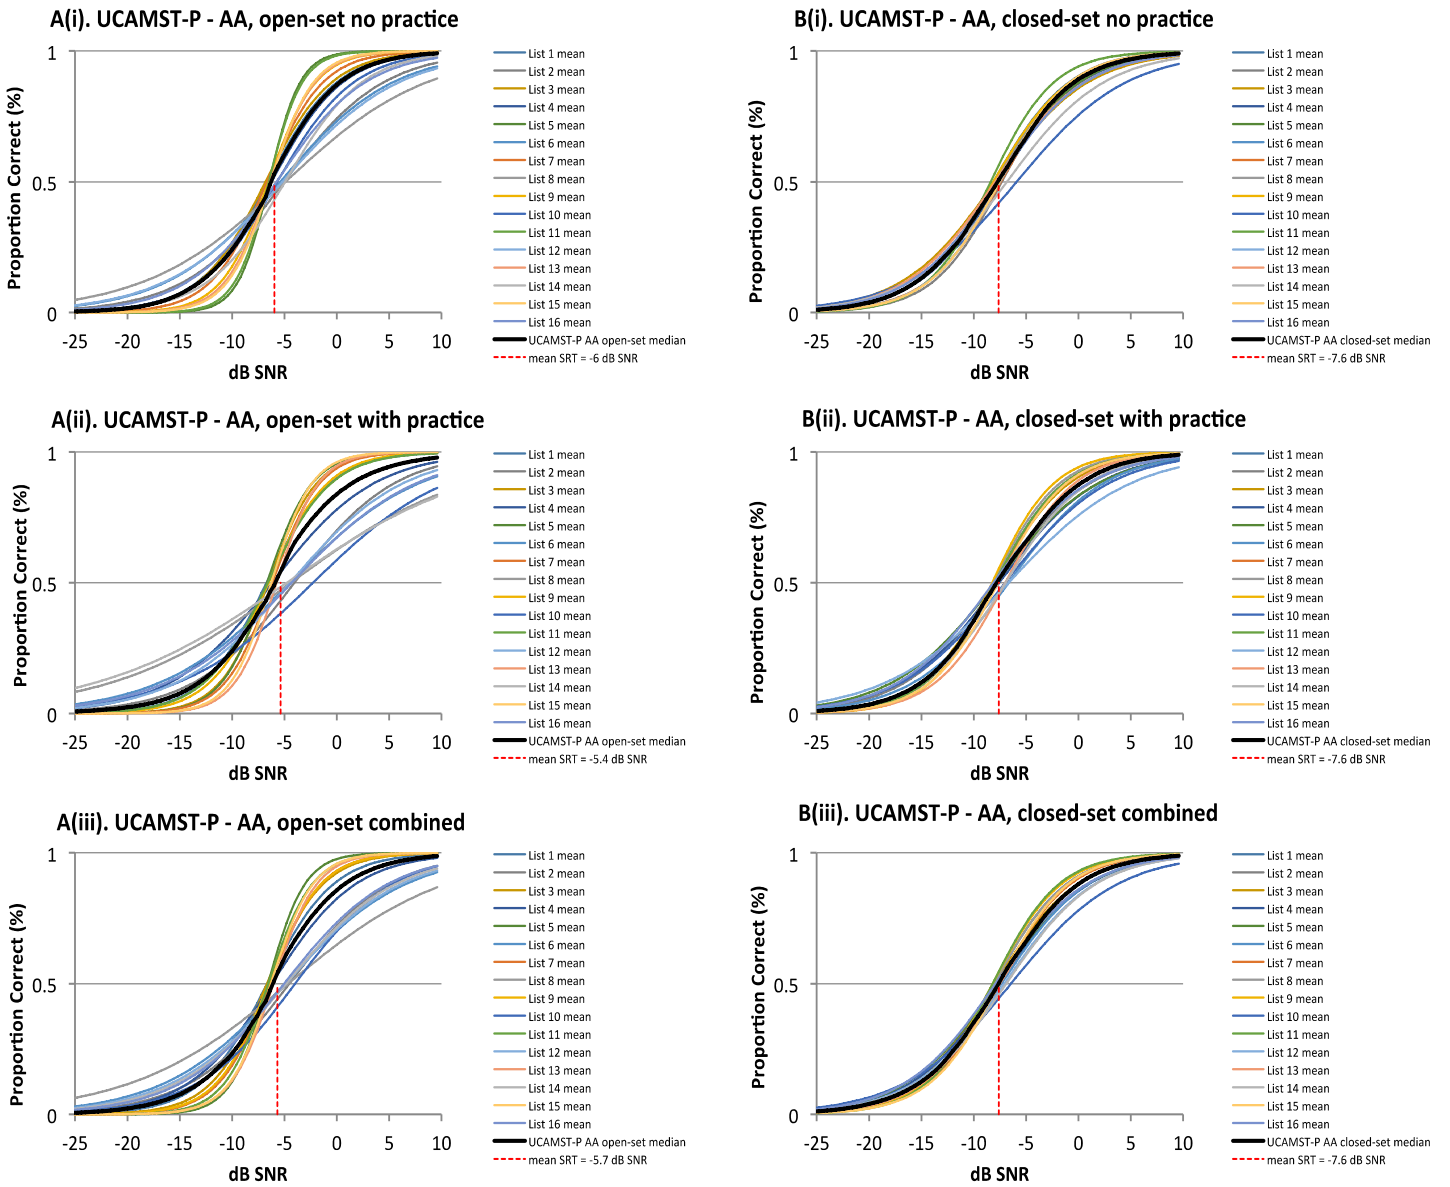 A(i). UCAMST-P - AA, open-set no practice
Proportion Correct (%)
1
0.5
0
-25 -20 -15 -10 -5 0 5 10
dB SNR
List 1 mean
List 2 mean
List 3 mean
List 4 mean
List 5 mean
List 6 mean
List 7 mean
List 8 mean
List 9 mean
List 10 mean
List 11 mean
List 12 mean
List 13 mean
List 14 mean
List 15 mean
List 16 mean
UCAMST-P AA open-set median
mean SRT = -6 dB SNR
B(i). UCAMST-P - AA, closed-set no practice
Proportion Correct (%)
1
0.5
0
-25 -20 -15 -10 -5 0 5 10
dB SNR
List 1 mean
List 2 mean
List 3 mean
List 4 mean
List 5 mean
List 6 mean
List 7 mean
List 8 mean
List 9 mean
List 10 mean
List 11 mean
List 12 mean
List 13 mean
List 14 mean
List 15 mean
List 16 mean
UCAMST-P AA closed-set median
mean SRT = -7.6 dB SNR
A(ii). UCAMST-P - AA, open-set with practice
Proportion Correct (%)
1
0.5
0
-25 -20 -15 -10 -5 0 5 10
dB SNR
List 1 mean
List 2 mean
List 3 mean
List 4 mean
List 5 mean
List 6 mean
List 7 mean
List 8 mean
List 9 mean
List 10 mean
List 11 mean
List 12 mean
List 13 mean
List 14 mean
List 15 mean
List 16 mean
UCAMST-P AA open-set median
mean SRT = -5.4 dB SNR
B(ii). UCAMST-P - AA, closed-set with practice
Proportion Correct (%)
1
0.5
0
-25 -20 -15 -10 -5 0 5 10
dB SNR
List 1 mean
List 2 mean
List 3 mean
List 4 mean
List 5 mean
List 6 mean
List 7 mean
List 8 mean
List 9 mean
List 10 mean
List 11 mean
List 12 mean
List 13 mean
List 14 mean
List 15 mean
List 16 mean
UCAMST-P AA closed-set median
mean SRT = -7.6 dB SNR
A(iii). UCAMST-P - AA, open-set combined
Proportion Correct (%)
1
0.5
0
-25 -20 -15 -10 -5 0 5 10
dB SNR
List 1 mean
List 2 mean
List 3 mean
List 4 mean
List 5 mean
List 6 mean
List 7 mean
List 8 mean
List 9 mean
List 10 mean
List 11 mean
List 12 mean
List 13 mean
List 14 mean
List 15 mean
List 16 mean
UCAMST-P AA open-set median
mean SRT = -5.7 dB SNR
B(iii). UCAMST-P - AA, closed-set combined
Proportion Correct (%)
1
0.5
0
-25 -20 -15 -10 -5 0 5 10
dB SNR
List 1 mean
List 2 mean
List 3 mean
List 4 mean
List 5 mean
List 6 mean
List 7 mean
List 8 mean
List 9 mean
List 10 mean
List 11 mean
List 12 mean
List 13 mean
List 14 mean
List 15 mean
List 16 mean
UCAMST-P AA closed-set median
mean SRT = -7.6 dB SNR